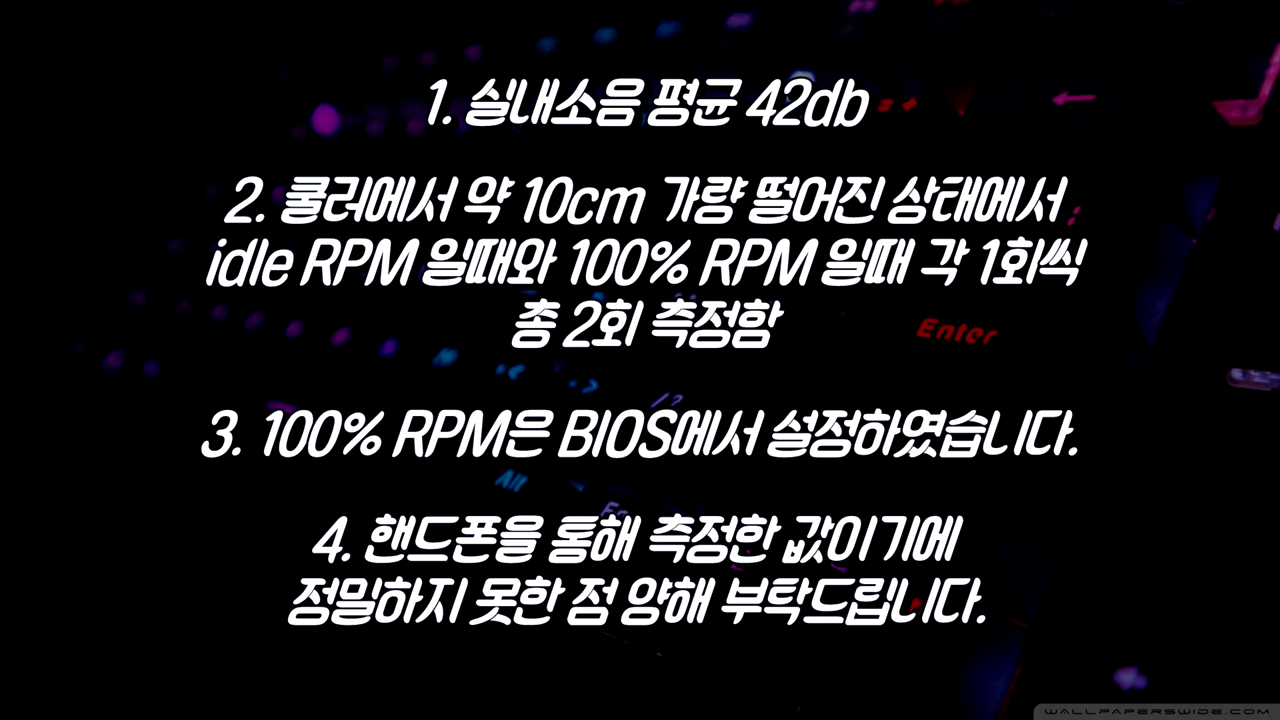 1. 실내소음 평균 42db
2. 쿨러에서 약 10cm 가량 떨어진 상태에서
idle RPM 일때와 100% RPM 일때 각 1회씩
총 2회 측정함
Enter
3. 100% RPM은 BIOS에서 설정하였습니다.
Alt
4. 핸드폰을 통해 측정한 값이기에
정밀하지 못한 점 양해 부탁드립니다.
WALLPAPERSWIDE.COM